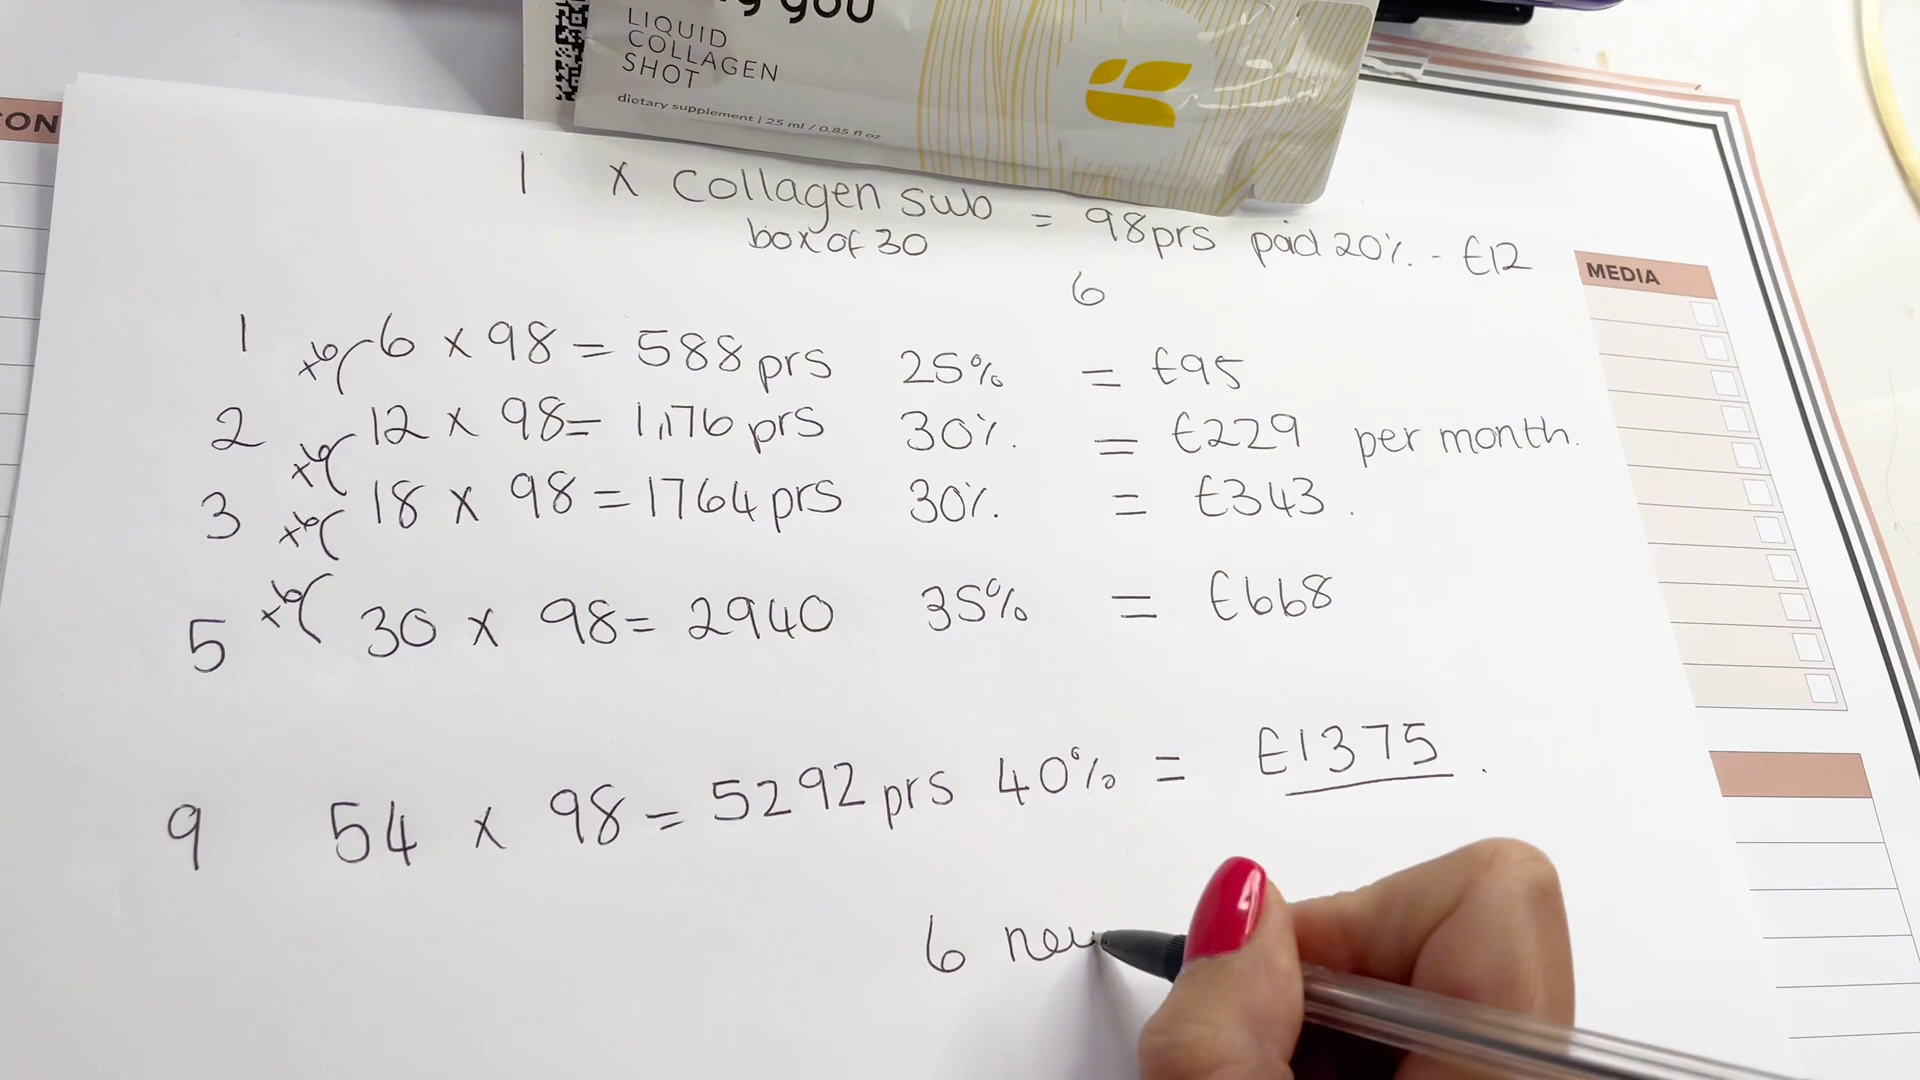 you
LIQUID
COLLAGEN
SHOT
dietary supplement | 25 ml / 0.85 fl oz
1 x collagen sub = 98prs paid 20% - £12
box of 30
6
1 x6 6 x 98 = 588prs 25% = £95
2 x6 12 x 98 = 1,176 prs 30% = £229 per month.
3 x6 18 x 98 = 1764 prs 30% = £343.
5 x6 30 x 98 = 2940 35% = £668
9 54 x 98 = 5292 prs 40% = £1375.
6 new
MEDIA